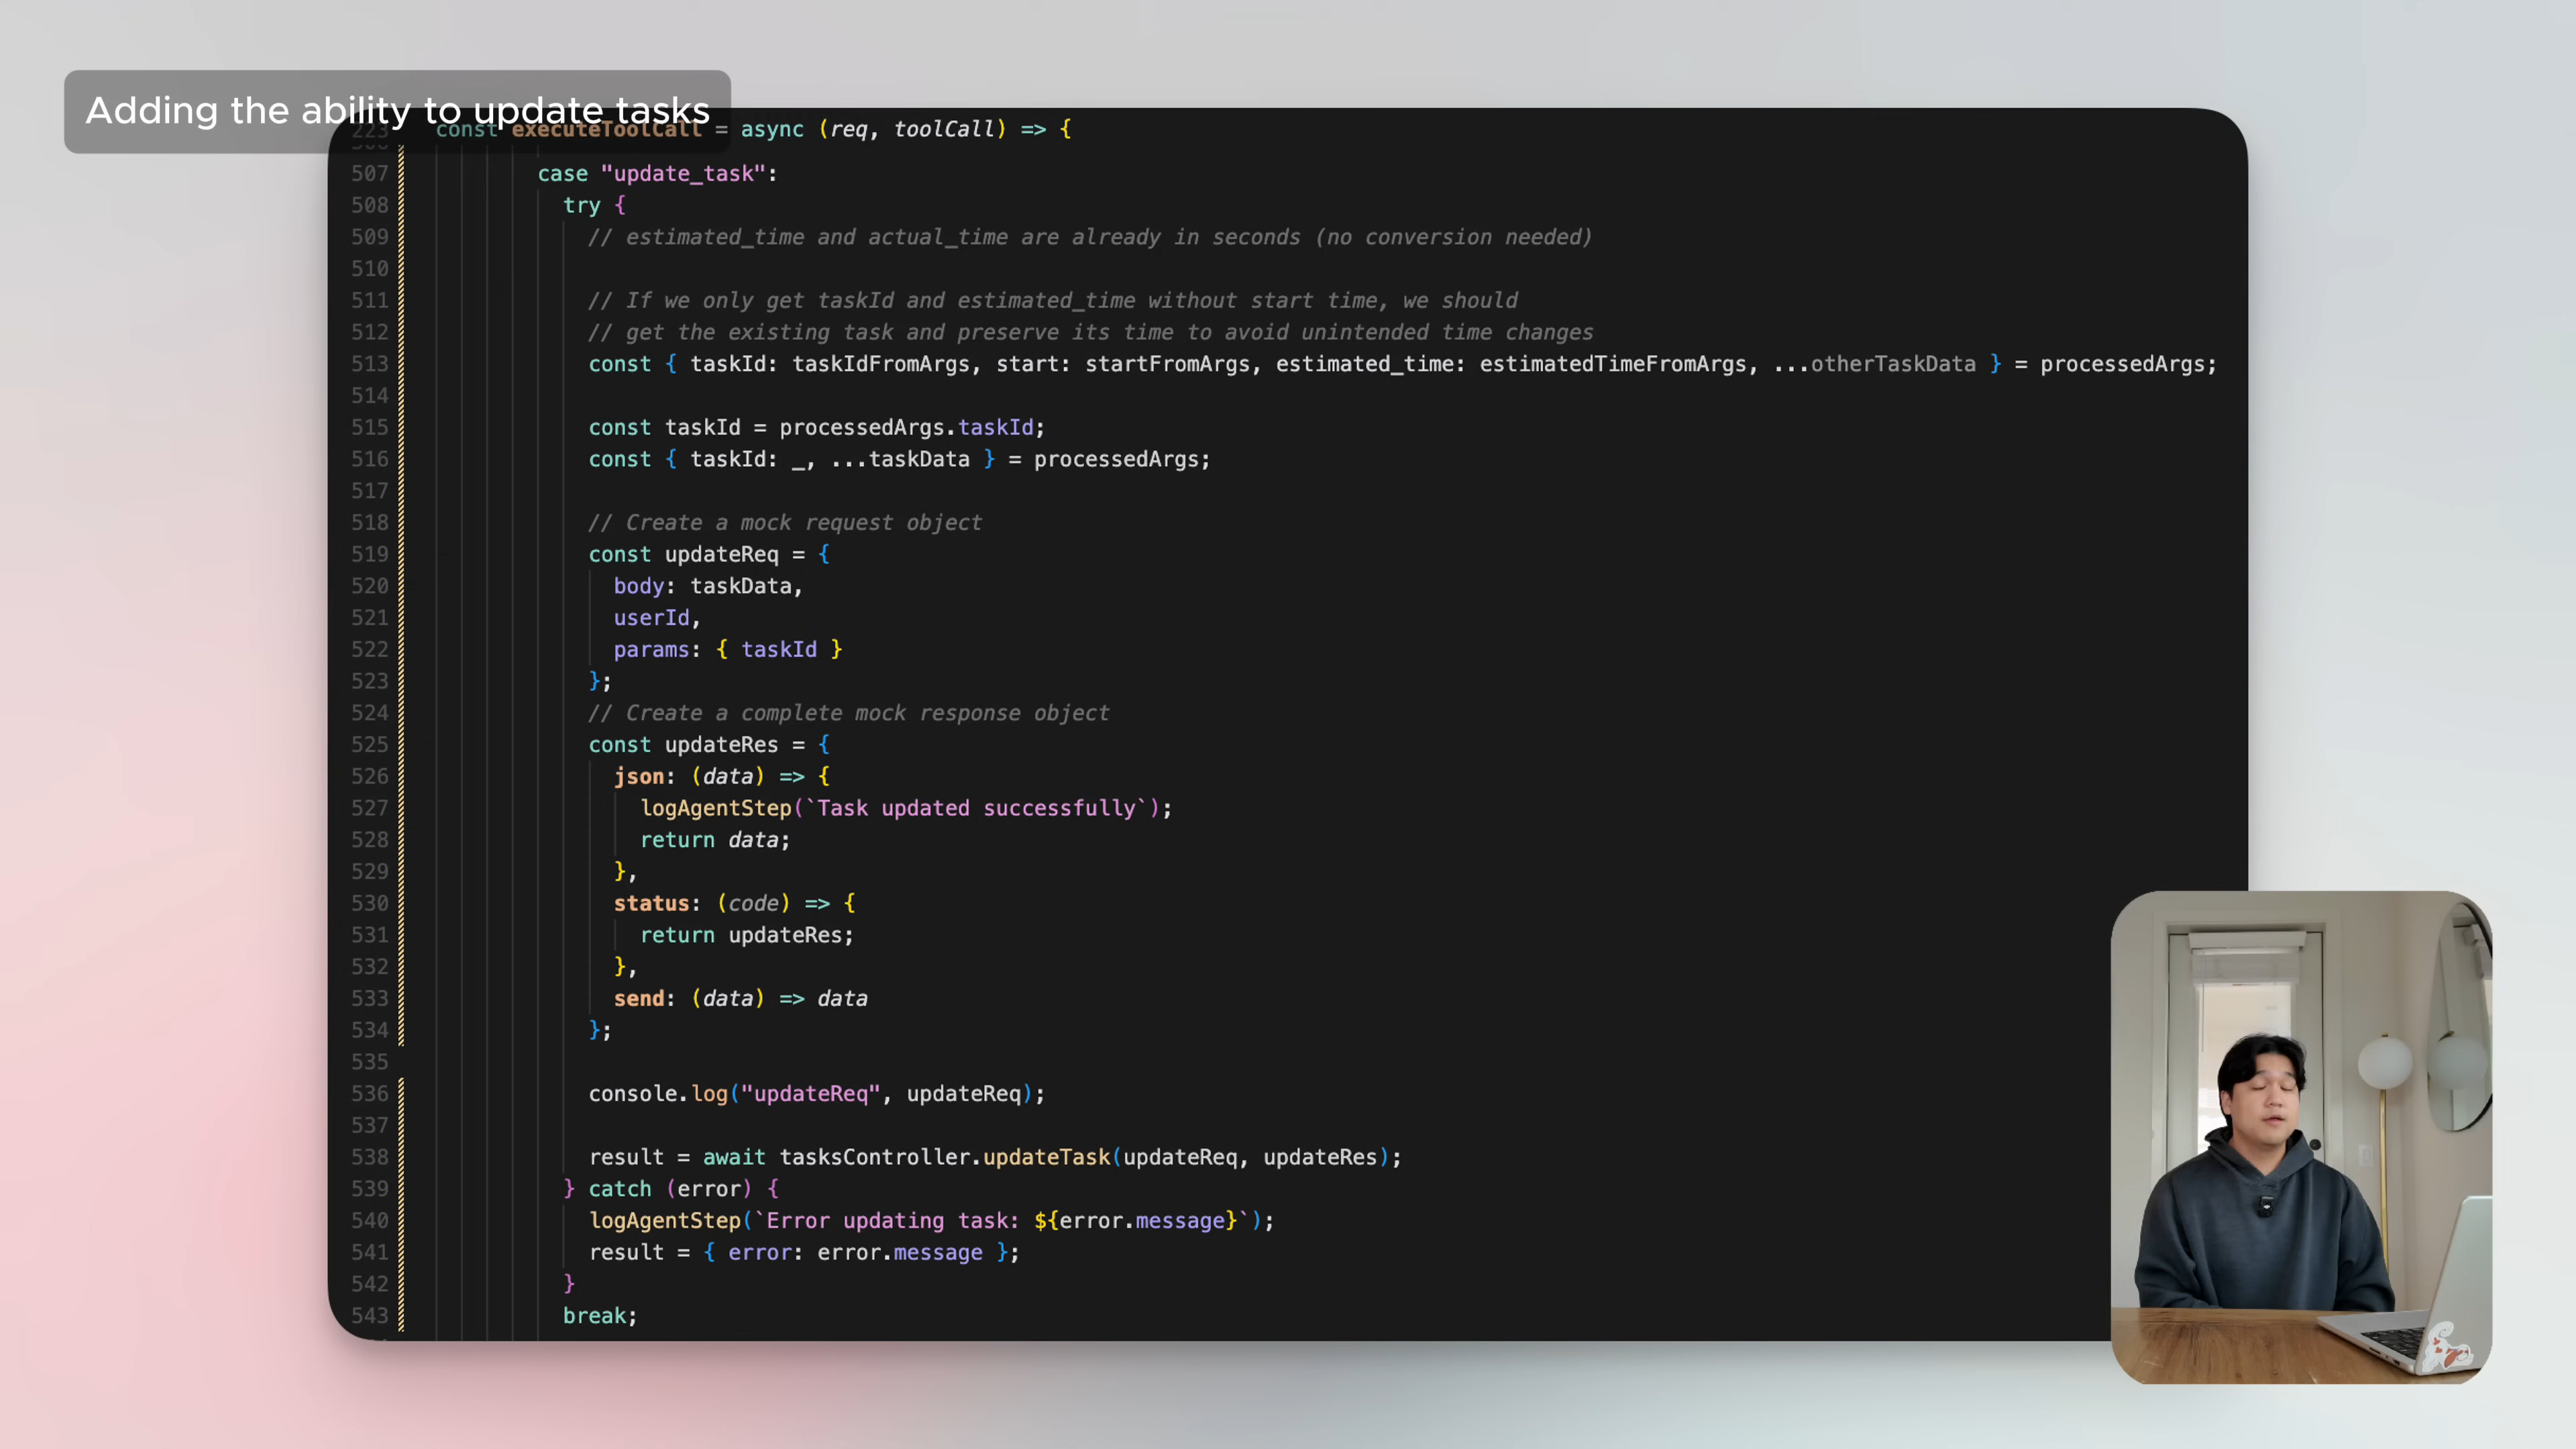 Adding the ability to update tasks
223 const executeToolCall = async (req, toolCall) => {
507 case "update_task":
508 try {
509 // estimated_time and actual_time are already in seconds (no conversion needed)
510
511 // If we only get taskId and estimated_time without start time, we should
512 // get the existing task and preserve its time to avoid unintended time changes
513 const { taskId: taskIdFromArgs, start: startFromArgs, estimated_time: estimatedTimeFromArgs, ...otherTaskData } = processedArgs;
514
515 const taskId = processedArgs.taskId;
516 const { taskId: _, ...taskData } = processedArgs;
517
518 // Create a mock request object
519 const updateReq = {
520 body: taskData,
521 userId,
522 params: { taskId }
523 };
524 // Create a complete mock response object
525 const updateRes = {
526 json: (data) => {
527 logAgentStep(`Task updated successfully`);
528 return data;
529 },
530 status: (code) => {
531 return updateRes;
532 },
533 send: (data) => data
534 };
535
536 console.log("updateReq", updateReq);
537
538 result = await tasksController.updateTask(updateReq, updateRes);
539 } catch (error) {
540 logAgentStep(`Error updating task: ${error.message}`);
541 result = { error: error.message };
542 }
543 break;